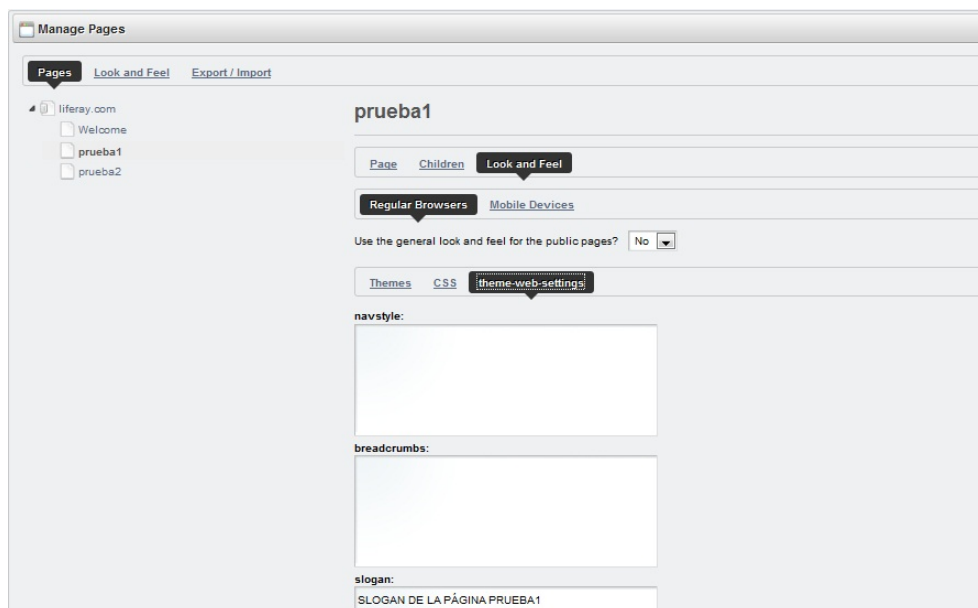 Manage Pages
Pages Look and Feel Export / Import
liferay.com
Welcome
prueba1
prueba2
prueba1
Page Children Look and Feel
Regular Browsers Mobile Devices
Use the general look and feel for the public pages? No
Themes CSS theme-web-settings
navstyle:
breadcrumbs:
slogan:
SLOGAN DE LA PÁGINA PRUEBA1